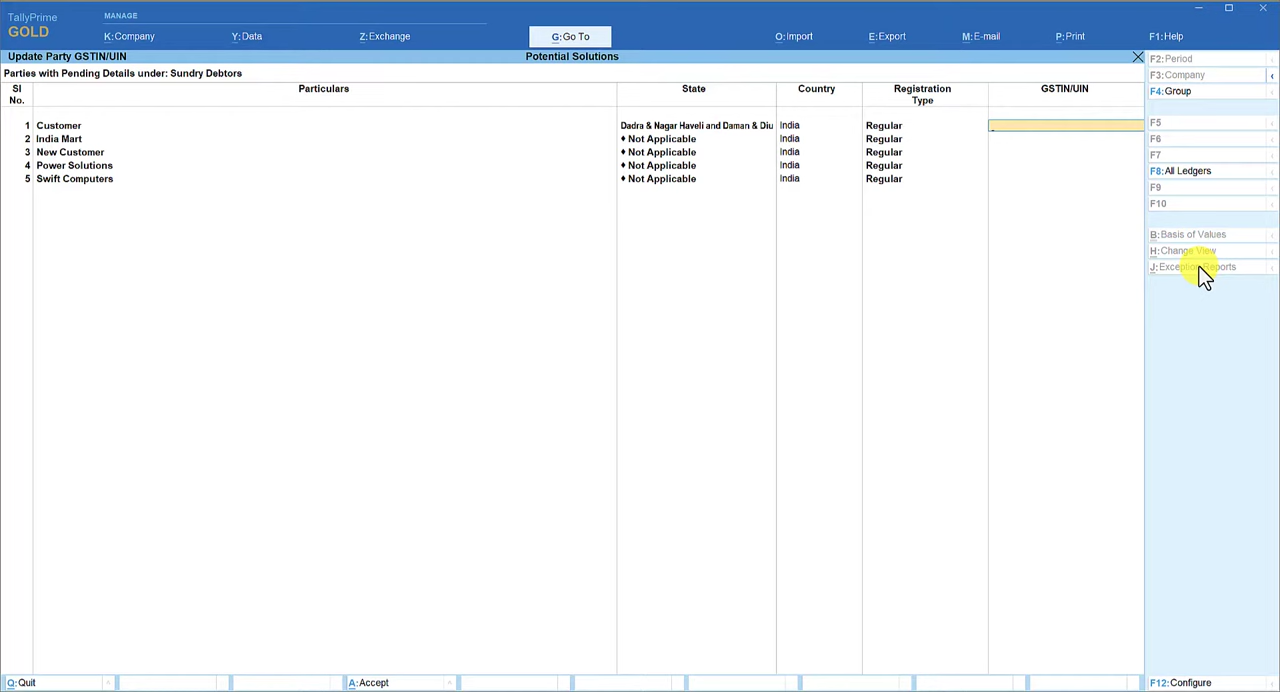 TallyPrime
GOLD
MANAGE
K:Company
Y:Data
Z:Exchange
G:Go To
O:Import
E:Export
M:E-mail
P:Print
F1:Help
Update Party GSTIN/UIN
Potential Solutions
Parties with Pending Details under: Sundry Debtors
Sl No. Particulars State Country Registration Type GSTIN/UIN
1 Customer Dadra & Nagar Haveli and Daman & Diu India Regular
2 India Mart ♦ Not Applicable India Regular
3 New Customer ♦ Not Applicable India Regular
4 Power Solutions ♦ Not Applicable India Regular
5 Swift Computers ♦ Not Applicable India Regular
F2:Period
F3:Company
F4:Group
F5
F6
F7
F8:All Ledgers
F9
F10
B:Basis of Values
H:Change View
J:Exception Reports
Q:Quit
A:Accept
F12:Configure